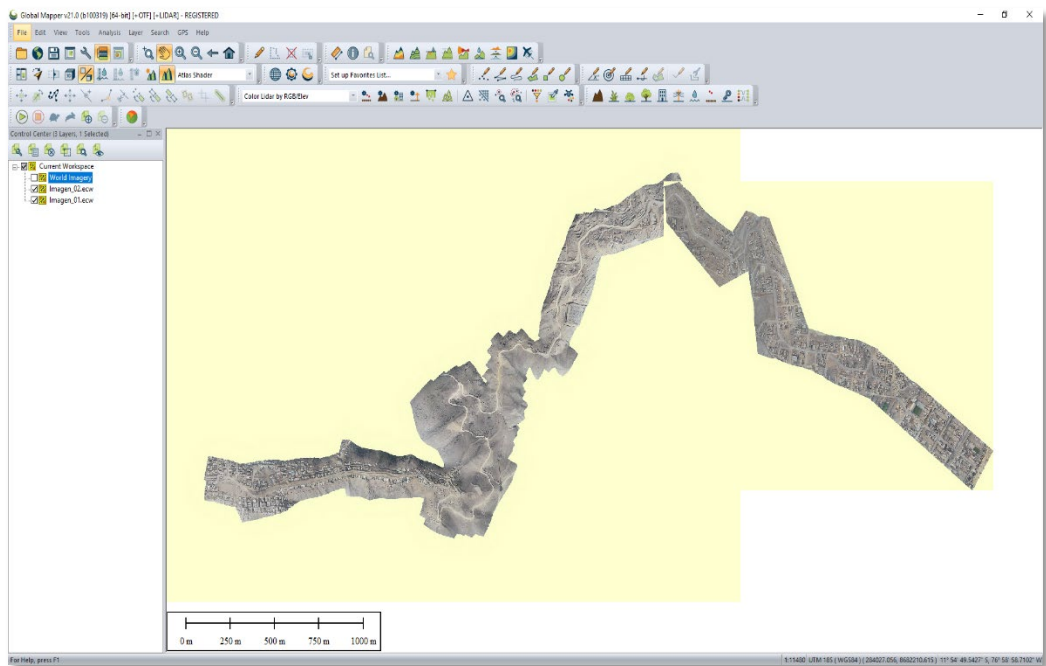 Global Mapper v21.0 (b100319) [64-bit] [+OTF] [+LIDAR] - REGISTERED
File Edit View Tools Analysis Layer Search GPS Help
Atlas Shader
Set up Favorites List...
Color Lidar by RGB/Elev
Control Center (3 Layers, 1 Selected)
Current Workspace
World Imagery
Imagen_02.ecw
Imagen_01.ecw
0 m 250 m 500 m 750 m 1000 m
For Help, press F1
1:11480 UTM 18S (WGS84) ( 284027.056, 8682210.615 ) 11° 54' 49.5427" S, 76° 58' 58.7102" W